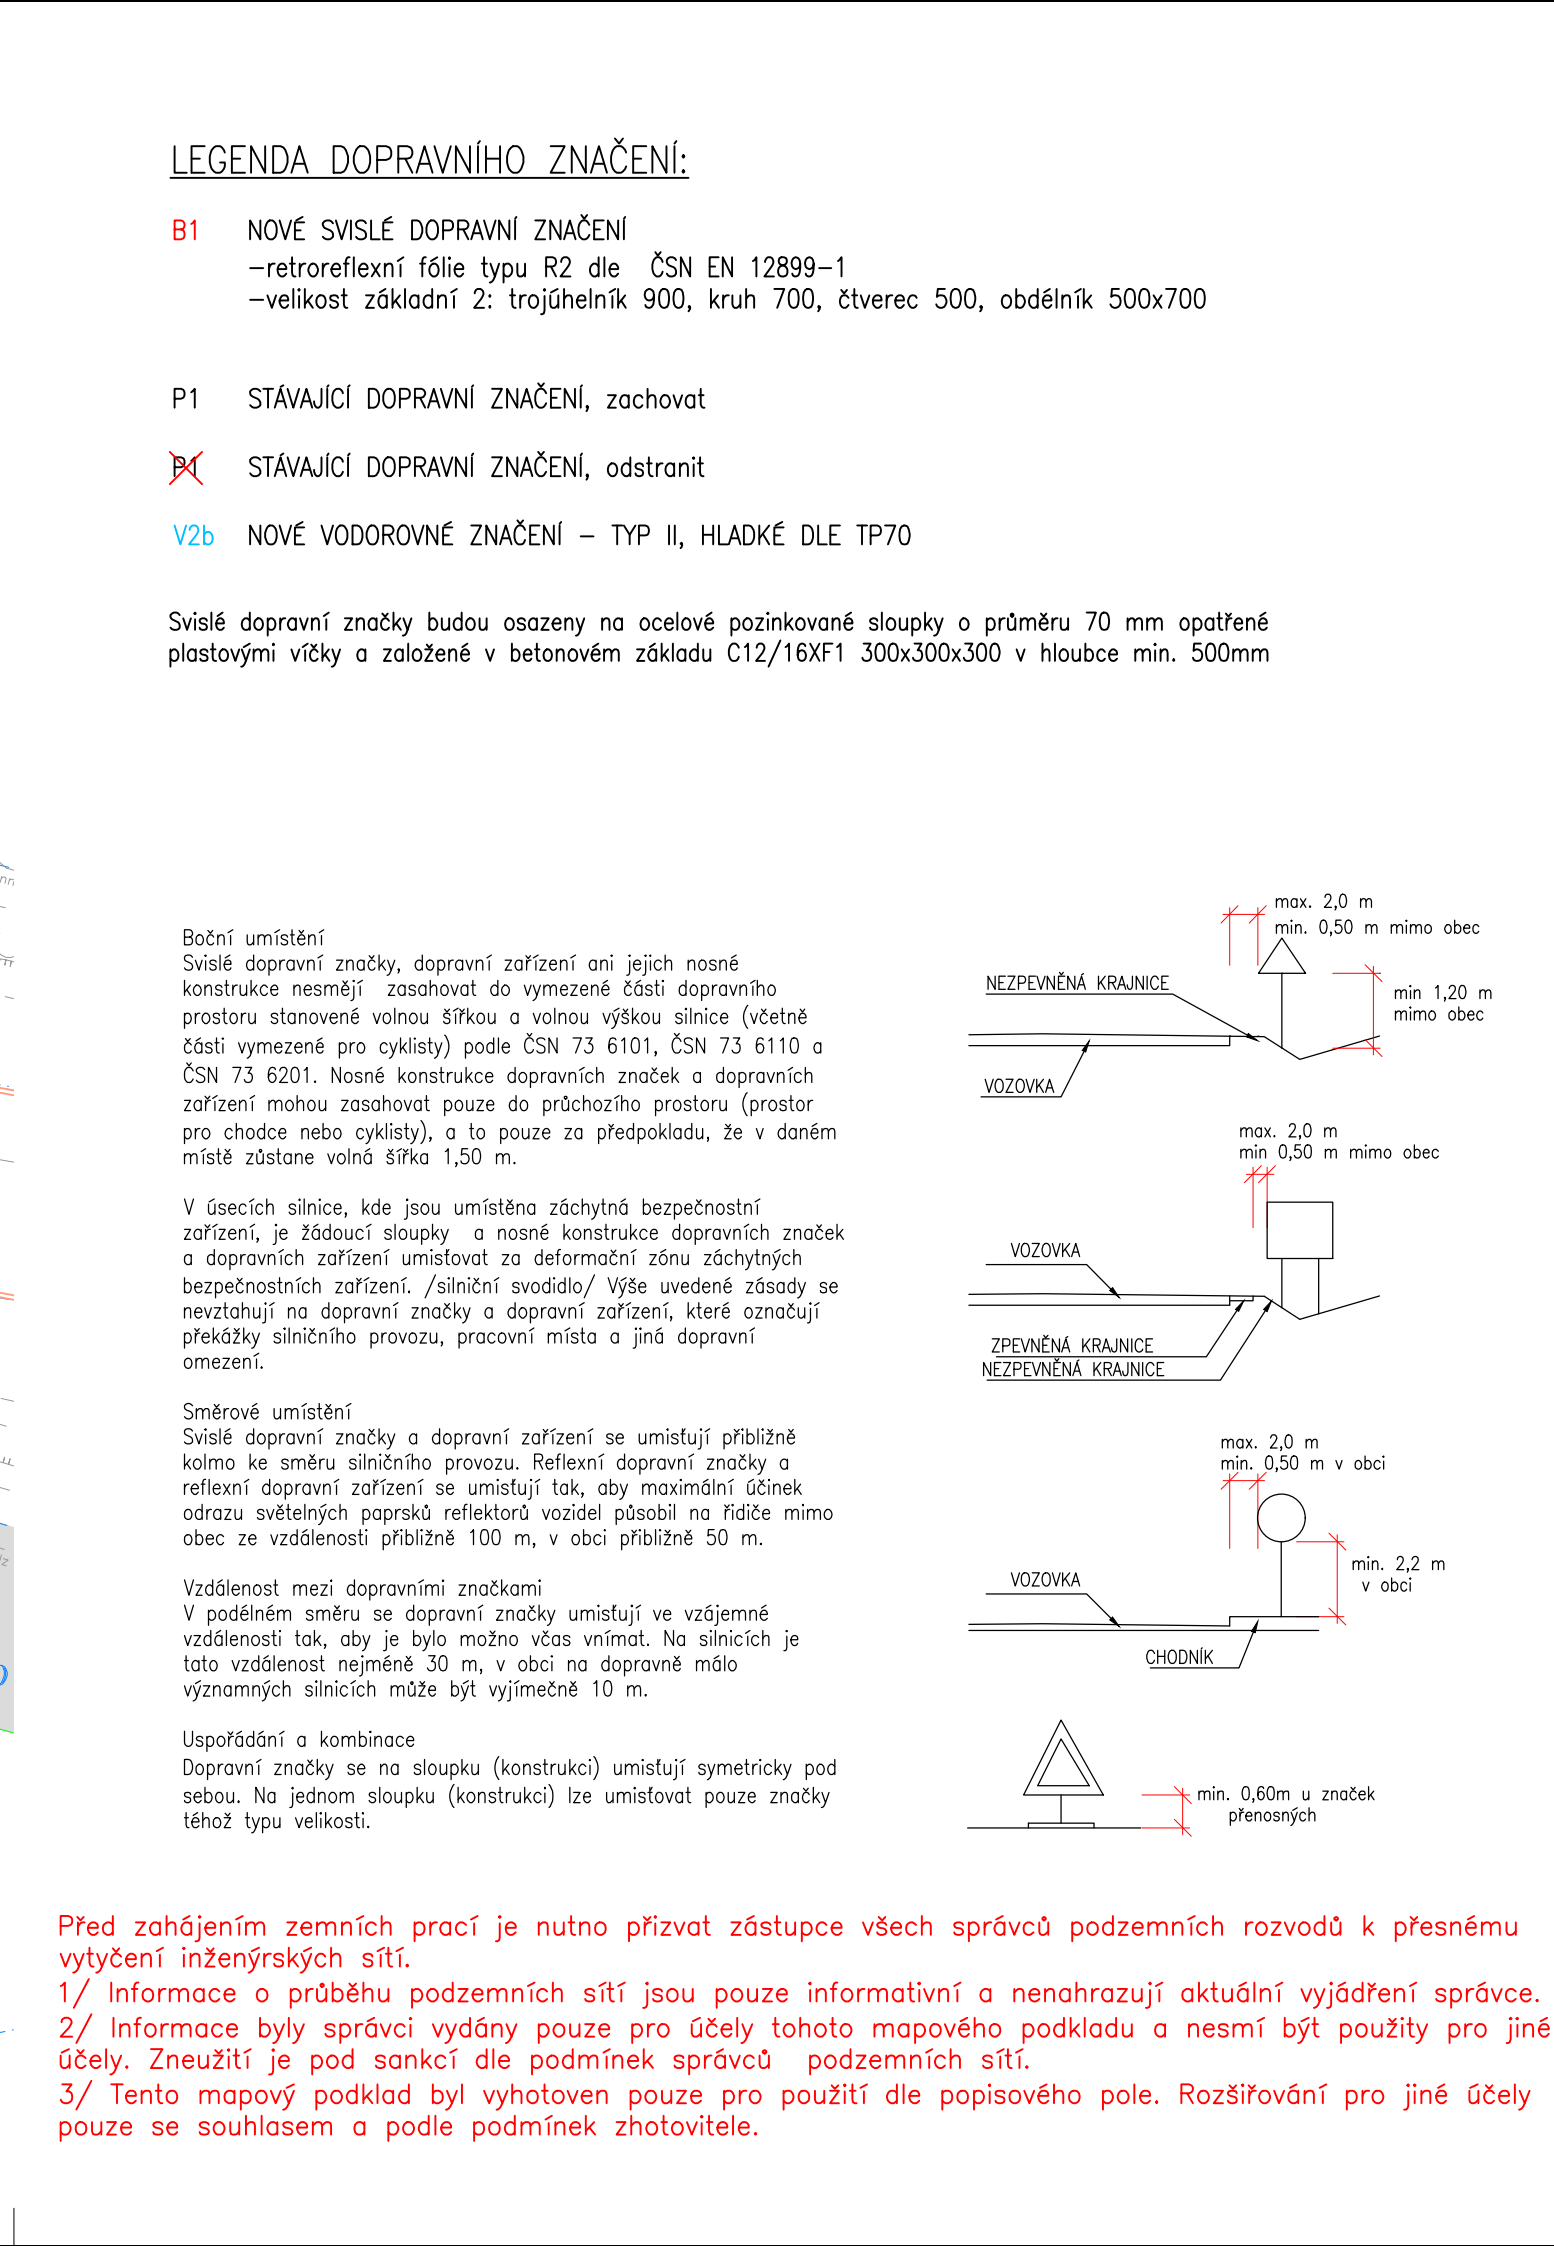 LEGENDA DOPRAVNÍHO ZNAČENÍ:
B1 NOVÉ SVISLÉ DOPRAVNÍ ZNAČENÍ
-retroreflexní fólie typu R2 dle ČSN EN 12899-1
-velikost základní 2: trojúhelník 900, kruh 700, čtverec 500, obdélník 500x700
P1 STÁVAJÍCÍ DOPRAVNÍ ZNAČENÍ, zachovat
P1 STÁVAJÍCÍ DOPRAVNÍ ZNAČENÍ, odstranit
V2b NOVÉ VODOROVNÉ ZNAČENÍ - TYP II, HLADKÉ DLE TP70
Svislé dopravní značky budou osazeny na ocelové pozinkované sloupky o průměru 70 mm opatřené
plastovými víčky a založené v betonovém základu C12/16XF1 300x300x300 v hloubce min. 500mm
Boční umístění
Svislé dopravní značky, dopravní zařízení ani jejich nosné
konstrukce nesmějí zasahovat do vymezené části dopravního
prostoru stanovené volnou šířkou a volnou výškou silnice (včetně
části vymezené pro cyklisty) podle ČSN 73 6101, ČSN 73 6110 a
ČSN 73 6201. Nosné konstrukce dopravních značek a dopravních
zařízení mohou zasahovat pouze do průchozího prostoru (prostor
pro chodce nebo cyklisty), a to pouze za předpokladu, že v daném
místě zůstane volná šířka 1,50 m.
V úsecích silnice, kde jsou umístěna záchytná bezpečnostní
zařízení, je žádoucí sloupky a nosné konstrukce dopravních značek
a dopravních zařízení umisťovat za deformační zónu záchytných
bezpečnostních zařízení. /silniční svodidlo/ Výše uvedené zásady se
nevztahují na dopravní značky a dopravní zařízení, které označují
překážky silničního provozu, pracovní místa a jiná dopravní
omezení.
Směrové umístění
Svislé dopravní značky a dopravní zařízení se umisťují přibližně
kolmo ke směru silničního provozu. Reflexní dopravní značky a
reflexní dopravní zařízení se umisťují tak, aby maximální účinek
odrazu světelných paprsků reflektorů vozidel působil na řidiče mimo
obec ze vzdálenosti přibližně 100 m, v obci přibližně 50 m.
Vzdálenost mezi dopravními značkami
V podélném směru se dopravní značky umisťují ve vzájemné
vzdálenosti tak, aby je bylo možno včas vnímat. Na silnicích je
tato vzdálenost nejméně 30 m, v obci na dopravně málo
významných silnicích může být vyjímečně 10 m.
Uspořádání a kombinace
Dopravní značky se na sloupku (konstrukci) umisťují symetricky pod
sebou. Na jednom sloupku (konstrukci) lze umisťovat pouze značky
téhož typu velikosti.
max. 2,0 m
min. 0,50 m mimo obec
NEZPEVNĚNÁ KRAJNICE
min 1,20 m
mimo obec
VOZOVKA
max. 2,0 m
min 0,50 m mimo obec
VOZOVKA
ZPEVNĚNÁ KRAJNICE
NEZPEVNĚNÁ KRAJNICE
max. 2,0 m
min. 0,50 m v obci
min. 2,2 m
v obci
VOZOVKA
CHODNÍK
min. 0,60m u značek
přenosných
Před zahájením zemních prací je nutno přizvat zástupce všech správců podzemních rozvodů k přesnému
vytyčení inženýrských sítí.
1/ Informace o průběhu podzemních sítí jsou pouze informativní a nenahrazují aktuální vyjádření správce.
2/ Informace byly správci vydány pouze pro účely tohoto mapového podkladu a nesmí být použity pro jiné
účely. Zneužití je pod sankcí dle podmínek správců podzemních sítí.
3/ Tento mapový podklad byl vyhotoven pouze pro použití dle popisového pole. Rozšiřování pro jiné účely
pouze se souhlasem a podle podmínek zhotovitele.